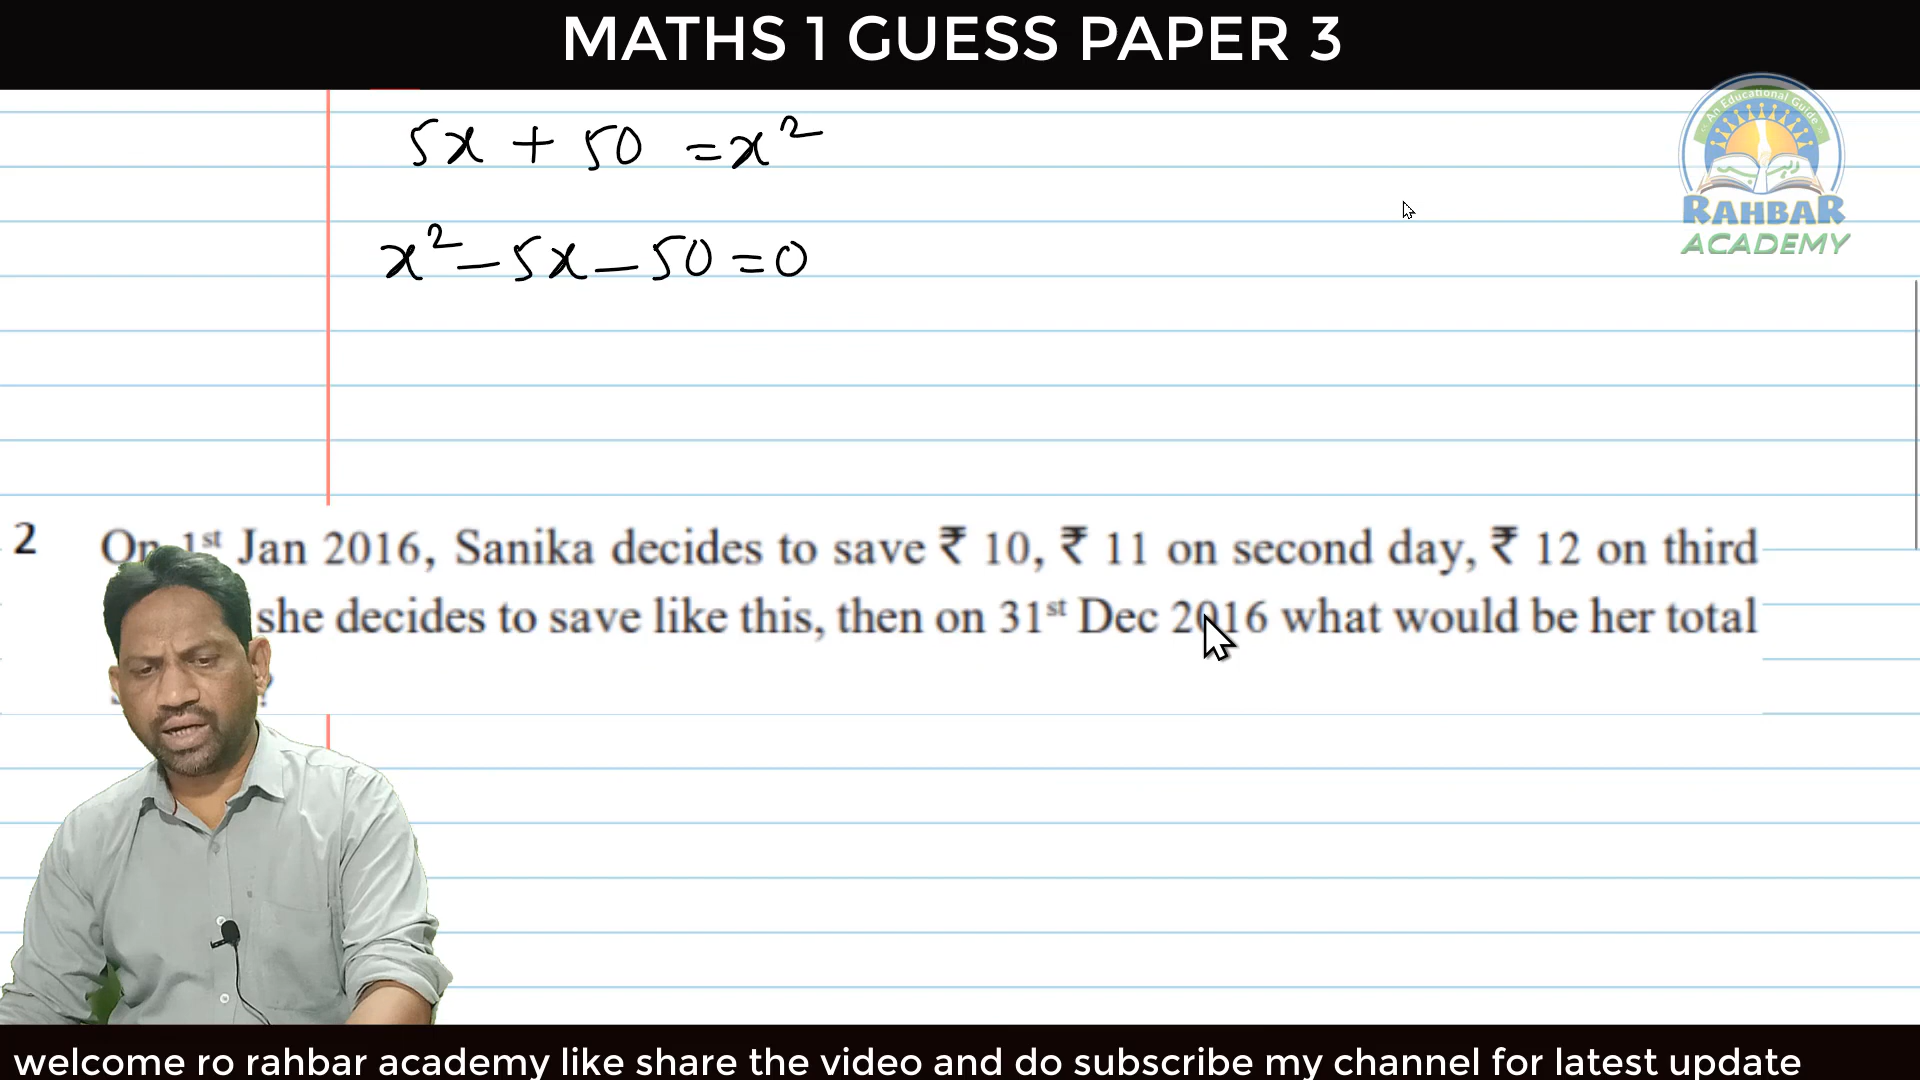 MATHS 1 GUESS PAPER 3
An Educational Guide
RAHBAR
ACADEMY
5x + 50 = x²
x² - 5x - 50 = 0
2 On 1st Jan 2016, Sanika decides to save ₹ 10, ₹ 11 on second day, ₹ 12 on third
she decides to save like this, then on 31st Dec 2016 what would be her total
?
welcome ro rahbar academy like share the video and do subscribe my channel for latest update